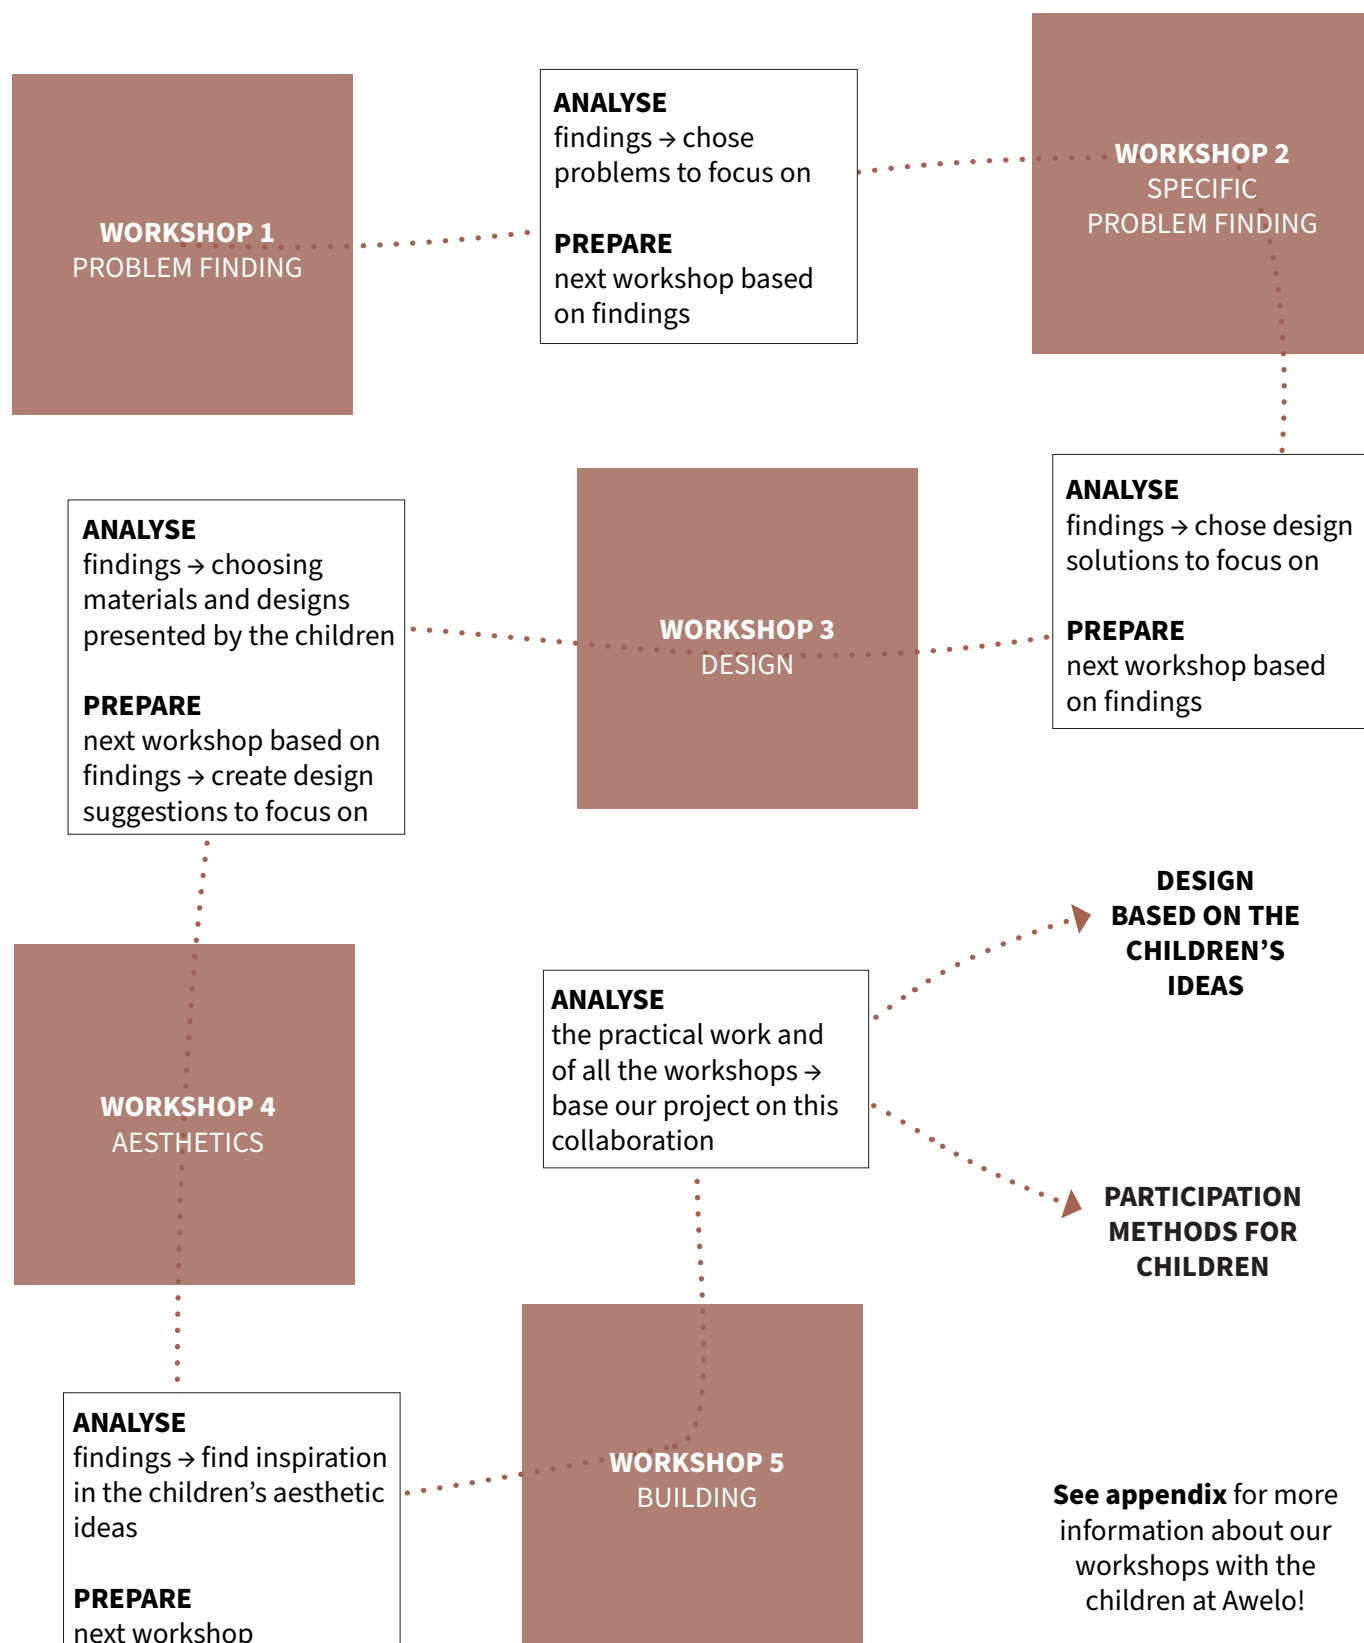 WORKSHOP 1
PROBLEM FINDING
ANALYSE
findings → chose
problems to focus on
PREPARE
next workshop based
on findings
WORKSHOP 2
SPECIFIC
PROBLEM FINDING
ANALYSE
findings → chose design
solutions to focus on
PREPARE
next workshop based
on findings
WORKSHOP 3
DESIGN
ANALYSE
findings → choosing
materials and designs
presented by the children
PREPARE
next workshop based on
findings → create design
suggestions to focus on
WORKSHOP 4
AESTHETICS
ANALYSE
findings → find inspiration
in the children’s aesthetic
ideas
PREPARE
next workshop
WORKSHOP 5
BUILDING
ANALYSE
the practical work and
of all the workshops →
base our project on this
collaboration
DESIGN
BASED ON THE
CHILDREN’S
IDEAS
PARTICIPATION
METHODS FOR
CHILDREN
See appendix for more
information about our
workshops with the
children at Awelo!